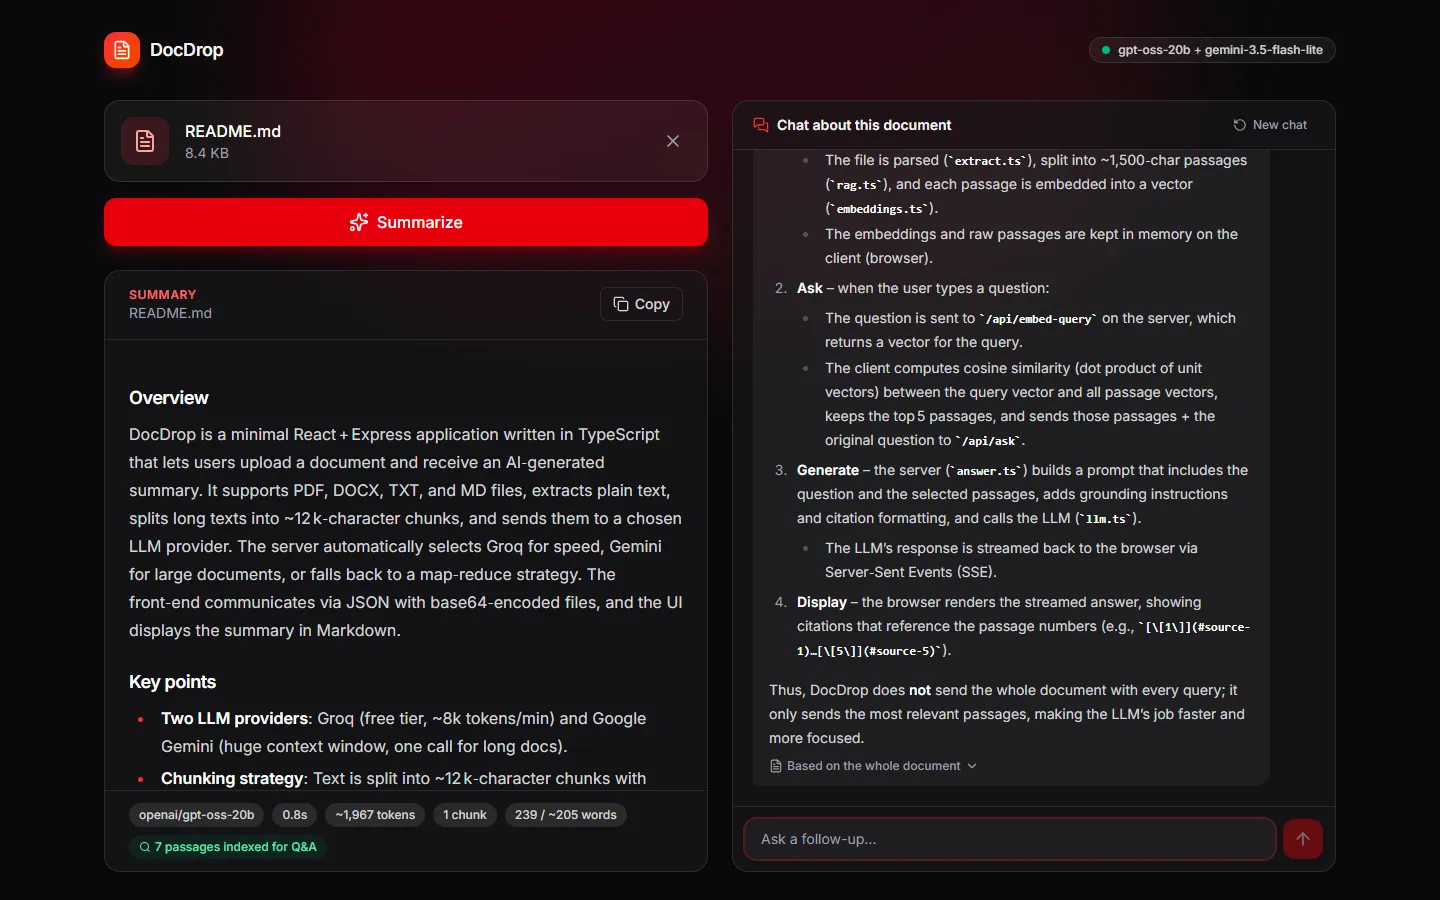 DocDrop
gpt-oss-20b + gemini-3.5-flash-lite
README.md
8.4 KB
Summarize
SUMMARY
README.md
Copy
Overview
DocDrop is a minimal React + Express application written in TypeScript
that lets users upload a document and receive an AI-generated
summary. It supports PDF, DOCX, TXT, and MD files, extracts plain text,
splits long texts into ~12 k-character chunks, and sends them to a chosen
LLM provider. The server automatically selects Groq for speed, Gemini
for large documents, or falls back to a map-reduce strategy. The
front-end communicates via JSON with base64-encoded files, and the UI
displays the summary in Markdown.
Key points
• Two LLM providers: Groq (free tier, ~8k tokens/min) and Google
Gemini (huge context window, one call for long docs).
• Chunking strategy: Text is split into ~12 k-character chunks with
openai/gpt-oss-20b
0.8s
~1,967 tokens
1 chunk
239 / ~205 words
7 passages indexed for Q&A
Chat about this document
New chat
• The file is parsed (`extract.ts`), split into ~1,500-char passages
(`rag.ts`), and each passage is embedded into a vector
(`embeddings.ts`).
• The embeddings and raw passages are kept in memory on the
client (browser).
2. Ask – when the user types a question:
• The question is sent to `/api/embed-query` on the server, which
returns a vector for the query.
• The client computes cosine similarity (dot product of unit
vectors) between the query vector and all passage vectors,
keeps the top 5 passages, and sends those passages + the
original question to `/api/ask`.
3. Generate – the server (`answer.ts`) builds a prompt that includes the
question and the selected passages, adds grounding instructions
and citation formatting, and calls the LLM (`llm.ts`).
• The LLM's response is streamed back to the browser via
Server-Sent Events (SSE).
4. Display – the browser renders the streamed answer, showing
citations that reference the passage numbers (e.g., `[\[1\]](#source-
1)…[\[5\]](#source-5)`).
Thus, DocDrop does not send the whole document with every query; it
only sends the most relevant passages, making the LLM's job faster and
more focused.
Based on the whole document
Ask a follow-up...